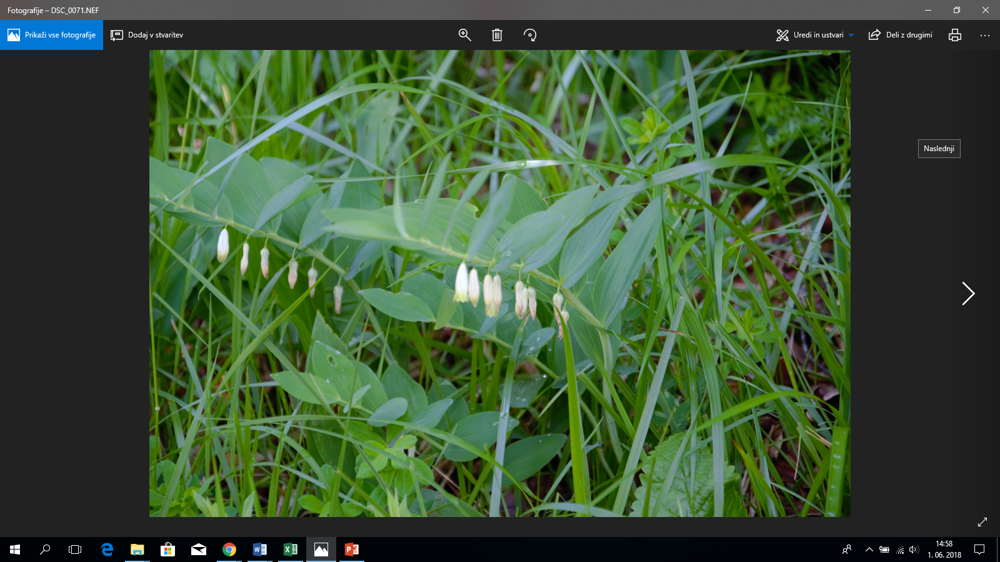 Fotografije – DSC_0071.NEF
Prikaži vse fotografije
Dodaj v stvaritev
Uredi in ustvari
Deli z drugimi
Naslednji
14:58
1. 06. 2018